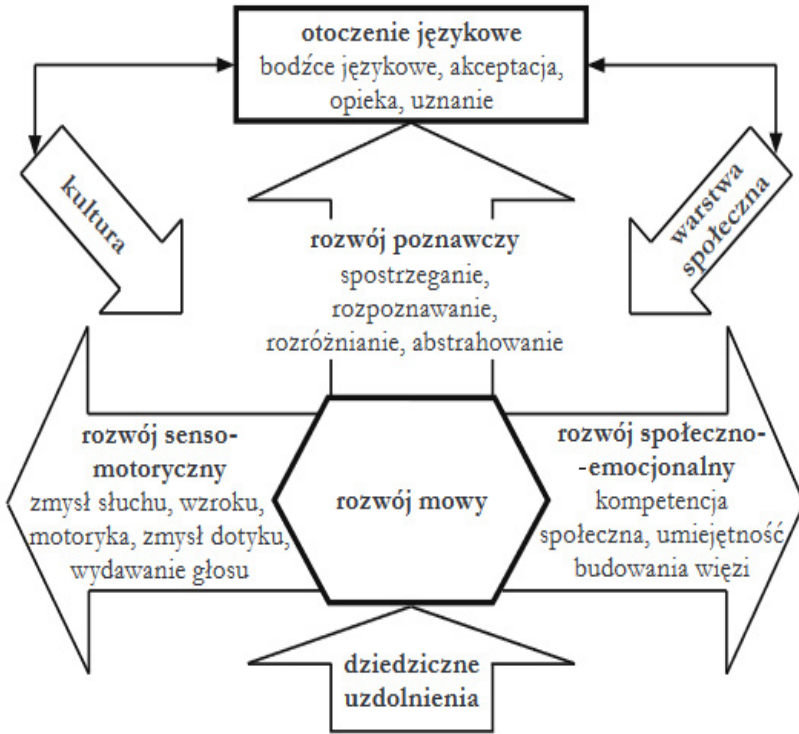 otoczenie językowe
bodźce językowe, akceptacja,
opieka, uznanie
kultura
warstwa
społeczna
rozwój poznawczy
spostrzeganie,
rozpoznawanie,
rozróżnianie, abstrahowanie
rozwój senso-
motoryczny
zmysł słuchu, wzroku,
motoryka, zmysł dotyku,
wydawanie głosu
rozwój mowy
rozwój społeczno-
-emocjonalny
kompetencja
społeczna, umiejętność
budowania więzi
dziedziczne
uzdolnienia